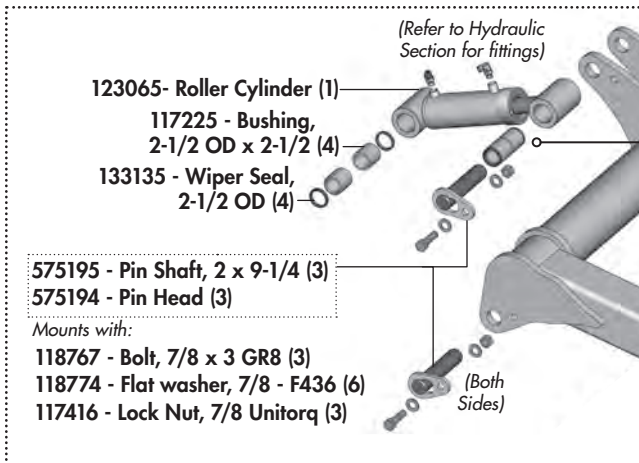 (Refer to Hydraulic
Section for fittings)
123065- Roller Cylinder (1)
117225 - Bushing,
2-1/2 OD x 2-1/2 (4)
133135 - Wiper Seal,
2-1/2 OD (4)
575195 - Pin Shaft, 2 x 9-1/4 (3)
575194 - Pin Head (3)
Mounts with:
118767 - Bolt, 7/8 x 3 GR8 (3)
118774 - Flat washer, 7/8 - F436 (6)
117416 - Lock Nut, 7/8 Unitorq (3)
(Both
Sides)